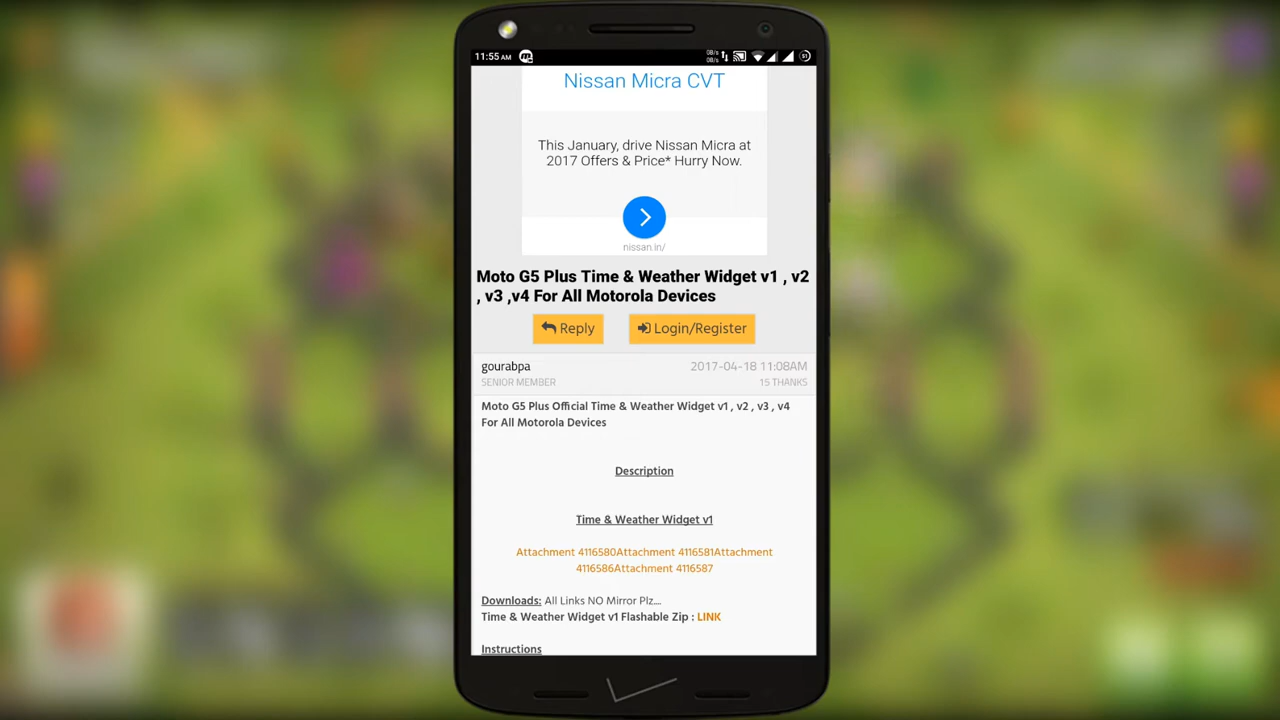 11:55 AM
0B/s
0B/s
51
Nissan Micra CVT
This January, drive Nissan Micra at
2017 Offers & Price* Hurry Now.
nissan.in/
Moto G5 Plus Time & Weather Widget v1 , v2
, v3 ,v4 For All Motorola Devices
Reply
Login/Register
gourabpa
2017-04-18 11:08AM
SENIOR MEMBER
15 THANKS
Moto G5 Plus Official Time & Weather Widget v1 , v2 , v3 , v4
For All Motorola Devices
Description
Time & Weather Widget v1
Attachment 4116580Attachment 4116581Attachment
4116586Attachment 4116587
Downloads: All Links NO Mirror Plz....
Time & Weather Widget v1 Flashable Zip : LINK
Instructions